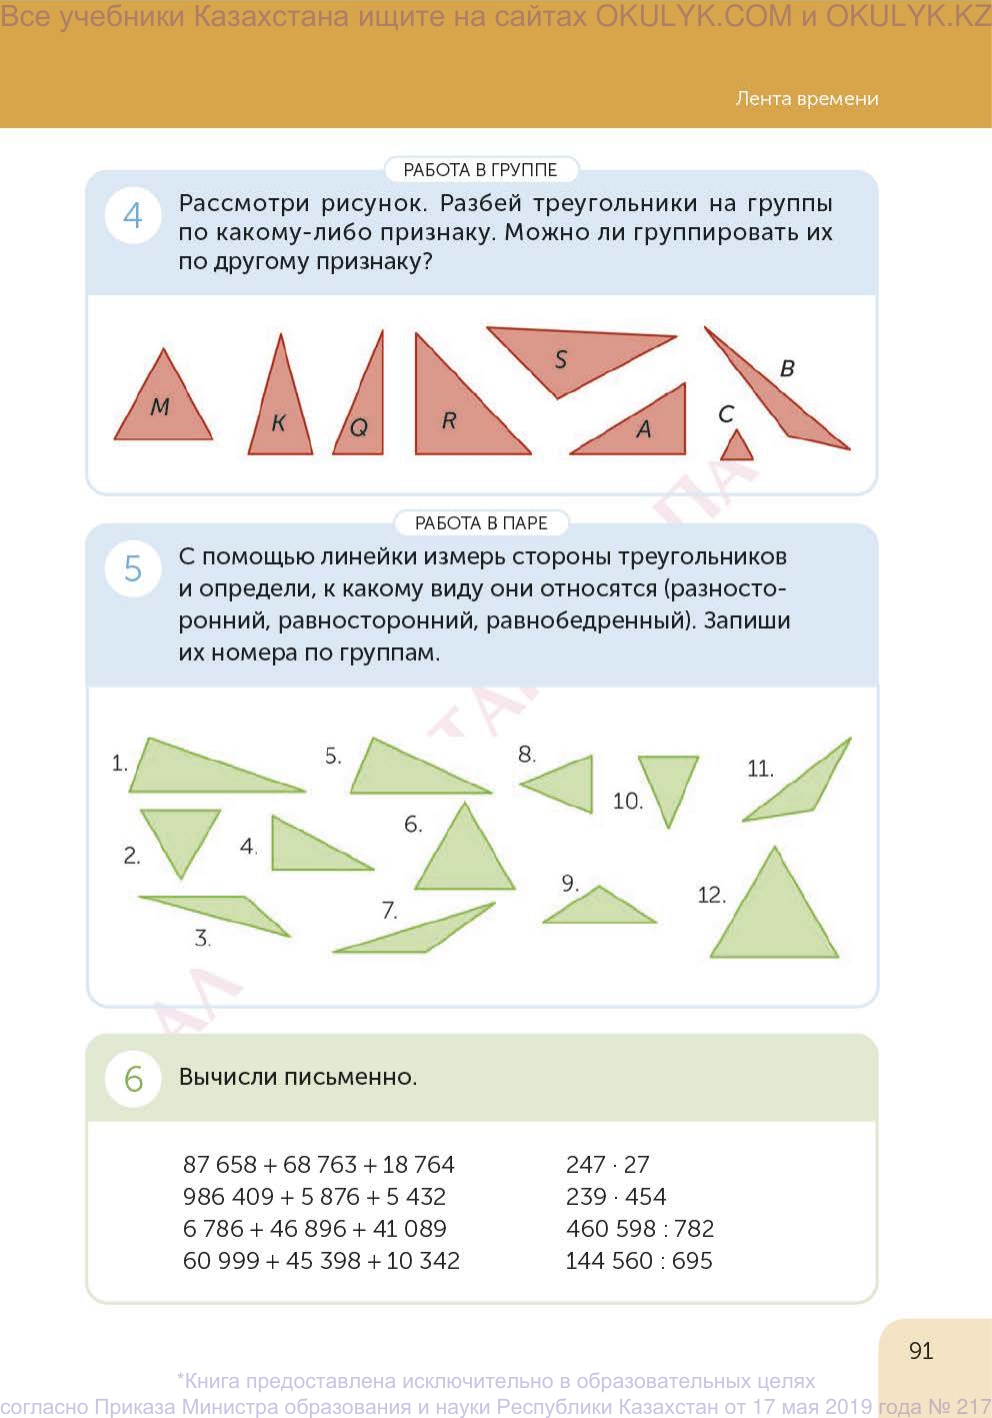 Все учебники Казахстана ищите на сайтах OKULYK.COM и OKULYK.KZ
Лента времени
РАБОТА В ГРУППЕ
4
Рассмотри рисунок. Разбей треугольники на группы
по какому-либо признаку. Можно ли группировать их
по другому признаку?
M
K
Q
R
S
A
C
B
РАБОТА В ПАРЕ
5
С помощью линейки измерь стороны треугольников
и определи, к какому виду они относятся (разносто-
ронний, равносторонний, равнобедренный). Запиши
их номера по группам.
1.
5.
8.
10.
11.
2.
4.
6.
3.
7.
9.
12.
6
Вычисли письменно.
87 658 + 68 763 + 18 764
986 409 + 5 876 + 5 432
6 786 + 46 896 + 41 089
60 999 + 45 398 + 10 342
247 · 27
239 · 454
460 598 : 782
144 560 : 695
91
*Книга предоставлена исключительно в образовательных целях
согласно Приказа Министра образования и науки Республики Казахстан от 17 мая 2019 года № 217